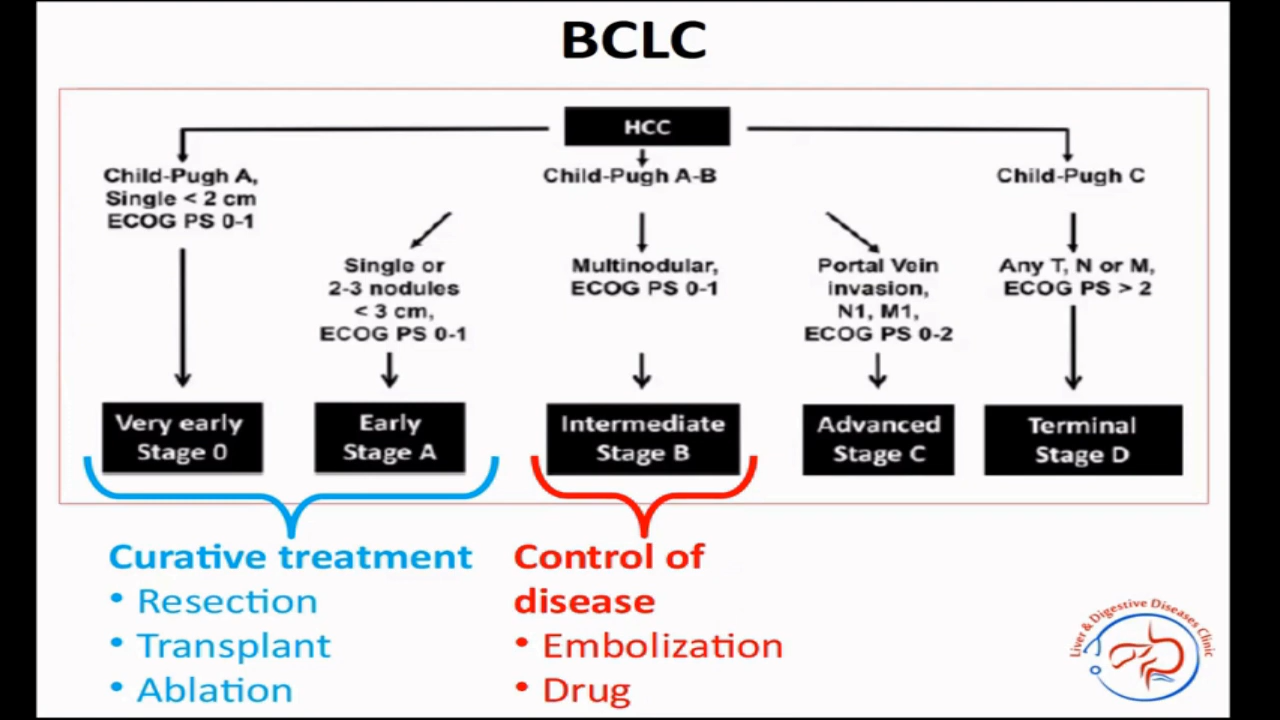 BCLC
HCC
Child-Pugh A,
Single < 2 cm
ECOG PS 0-1
Child-Pugh A-B
Child-Pugh C
Single or
2-3 nodules
< 3 cm,
ECOG PS 0-1
Multinodular,
ECOG PS 0-1
Portal Vein
invasion,
N1, M1,
ECOG PS 0-2
Any T, N or M,
ECOG PS > 2
Very early
Stage 0
Early
Stage A
Intermediate
Stage B
Advanced
Stage C
Terminal
Stage D
Curative treatment
• Resection
• Transplant
• Ablation
Control of
disease
• Embolization
• Drug
Liver & Digestive Diseases Clinic